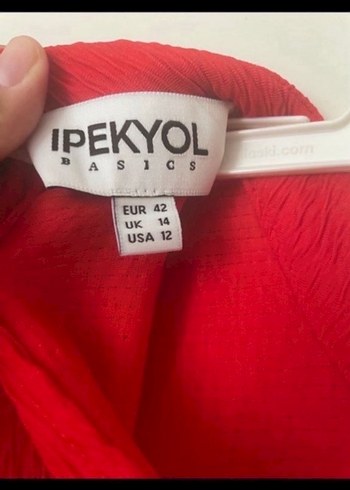 IPEKYOL
BASICS
EUR 42
UK 14
USA 12